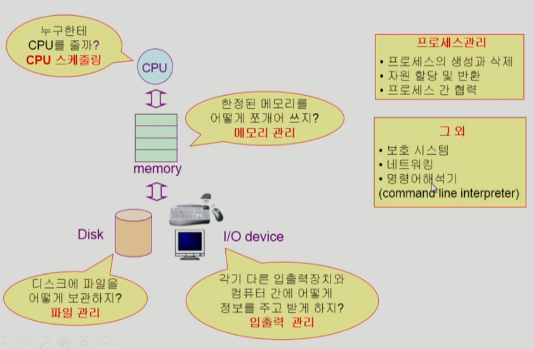 누구한테
CPU를 줄까?
CPU 스케줄링
CPU
한정된 메모리를
어떻게 쪼개어 쓰지?
메모리 관리
memory
Disk
I/O device
디스크에 파일을
어떻게 보관하지?
파일 관리
각기 다른 입출력장치와
컴퓨터 간에 어떻게
정보를 주고 받게 하지?
입출력 관리
프로세스관리
• 프로세스의 생성과 삭제
• 자원 할당 및 반환
• 프로세스 간 협력
그 외
• 보호 시스템
• 네트워킹
• 명령어해석기
(command line interpreter)